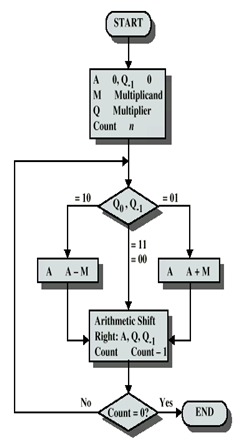 START
A 0, Q-1 0
M Multiplicand
Q Multiplier
Count n
= 10
Q0, Q-1
= 01
= 11
= 00
A A – M
A A + M
Arithmetic Shift
Right: A, Q, Q-1
Count Count – 1
No
Count = 0?
Yes
END